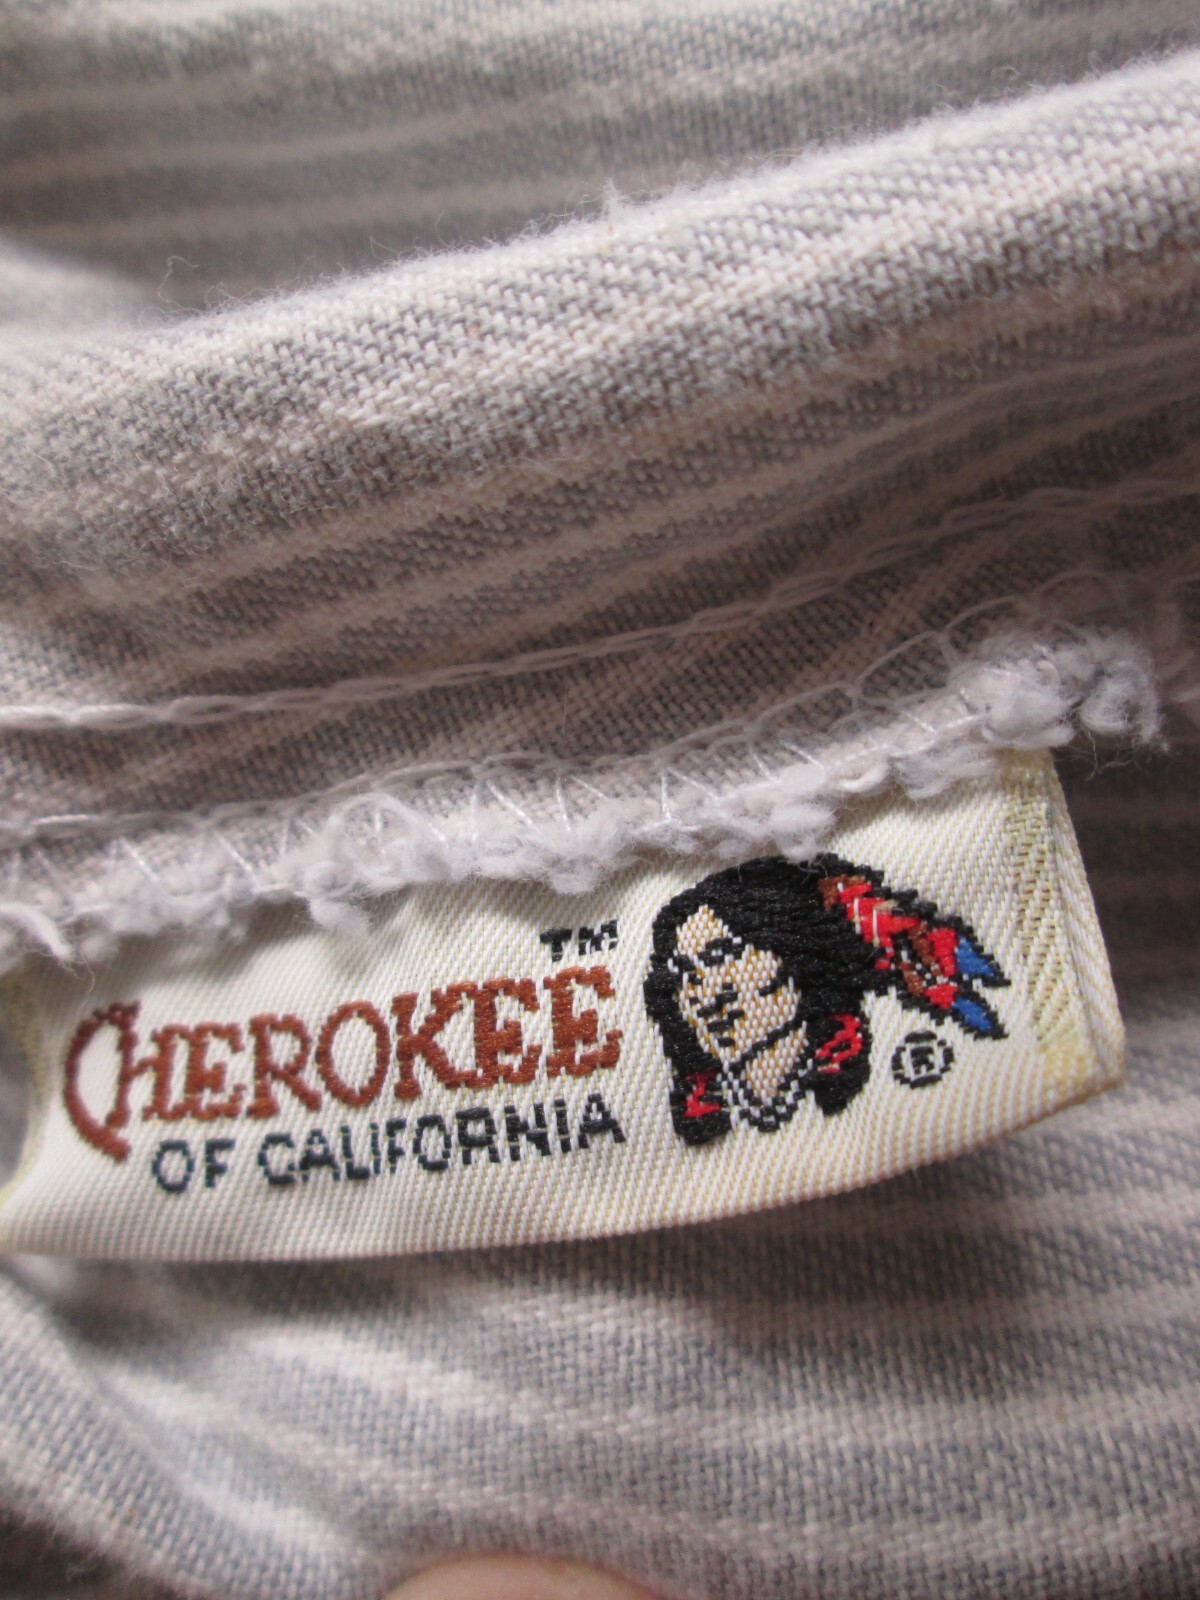 TM
CHEROKEE
OF CALIFORNIA
®